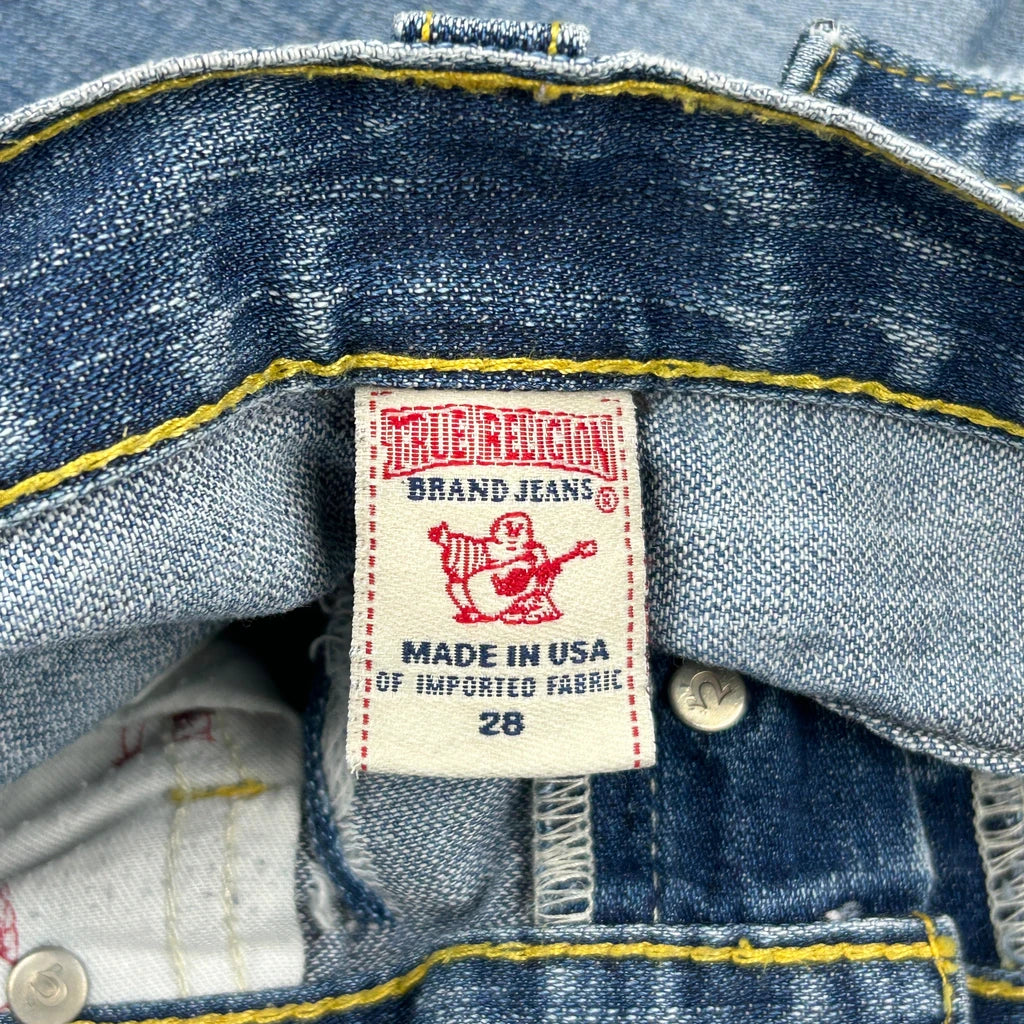 TRUE RELIGION
BRAND JEANS ®
MADE IN USA
OF IMPORTED FABRIC
28